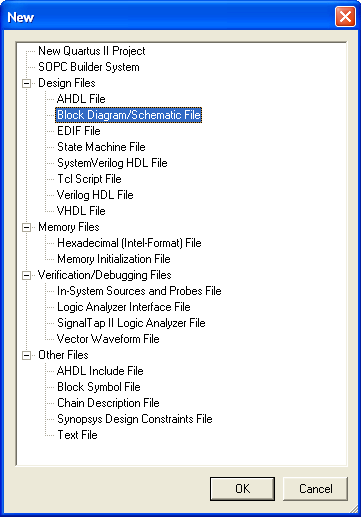 New
New Quartus II Project
SOPC Builder System
Design Files
AHDL File
Block Diagram/Schematic File
EDIF File
State Machine File
SystemVerilog HDL File
Tcl Script File
Verilog HDL File
VHDL File
Memory Files
Hexadecimal (Intel-Format) File
Memory Initialization File
Verification/Debugging Files
In-System Sources and Probes File
Logic Analyzer Interface File
SignalTap II Logic Analyzer File
Vector Waveform File
Other Files
AHDL Include File
Block Symbol File
Chain Description File
Synopsys Design Constraints File
Text File
OK Cancel